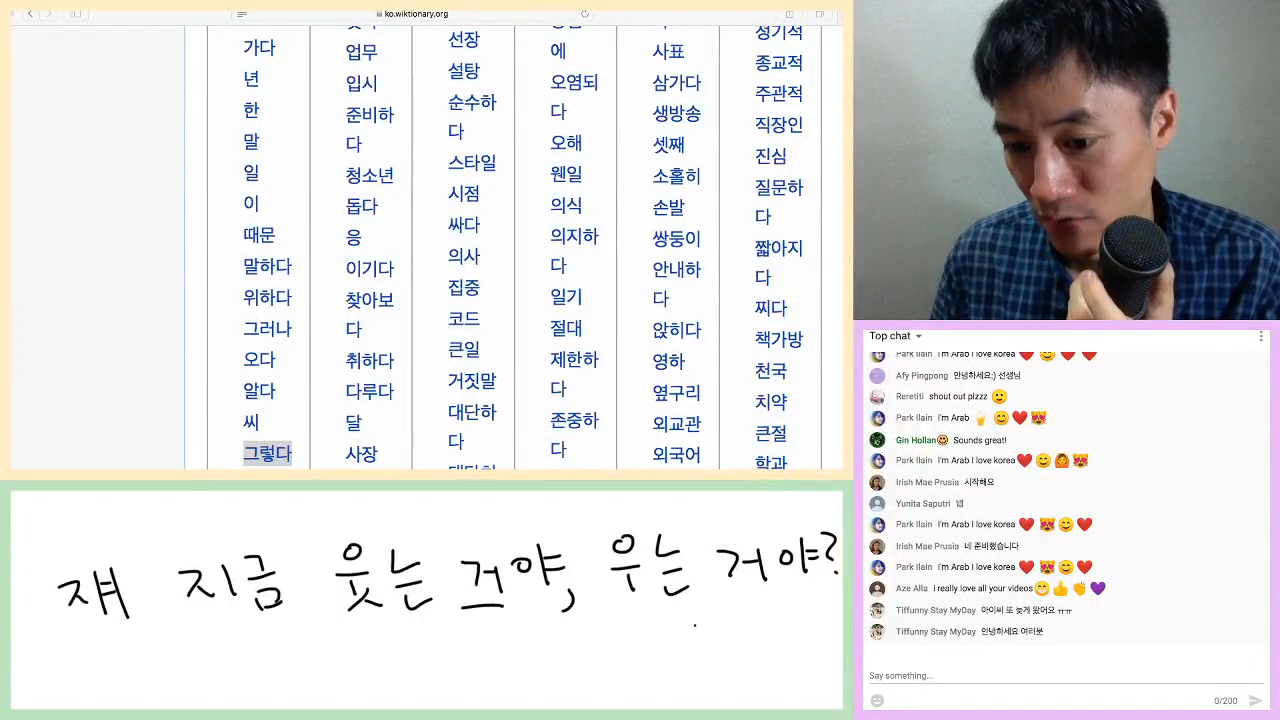 ko.wiktionary.org
가다
년
한
말
일
이
때문
말하다
위하다
그러나
오다
알다
씨
그렇다
업무
입시
준비하
다
청소년
돕다
응
이기다
찾아보
다
취하다
다루다
달
사장
선장
설탕
순수하
다
스타일
시점
싸다
의사
집중
코드
큰일
거짓말
대단하
다
에
오염되
다
오해
웬일
의식
의지하
다
일기
절대
제한하
다
존중하
다
사표
삼가다
생방송
셋째
소홀히
손발
쌍둥이
안내하
다
앉히다
영하
옆구리
외교관
외국어
정기적
종교적
주관적
직장인
진심
질문하
다
짧아지
다
찌다
책가방
천국
치약
큰절
학과
쟤 지금 웃는 거야, 우는 거야?
Top chat
Park Ilain I'm Arab I love korea ❤️ 😊 ❤️ ❤️
Afy Pingpong 안녕하세요:) 선생님
Reretiti shout out plzzz 🙂
Park Ilain I'm Arab 🍦 😊 ❤️ 😻
Gin Hollan😃 Sounds great!
Park Ilain I'm Arab I love korea ❤️ 😊 🙆 😻
Irish Mae Prusia 시작해요
Yunita Saputri 넵
Park Ilain I'm Arab I love korea ❤️ 😻 😊 ❤️
Irish Mae Prusia 네 준비했습니다
Park Ilain I'm Arab I love korea ❤️ 😻 😊 ❤️
Aze Alla i really love all your videos 😁 👍 👏 💜
Tiffunny Stay MyDay 아이씨 또 늦게 왔어요 ㅠㅠ
Tiffunny Stay MyDay 안녕하세요 여러분
Say something...
0/200